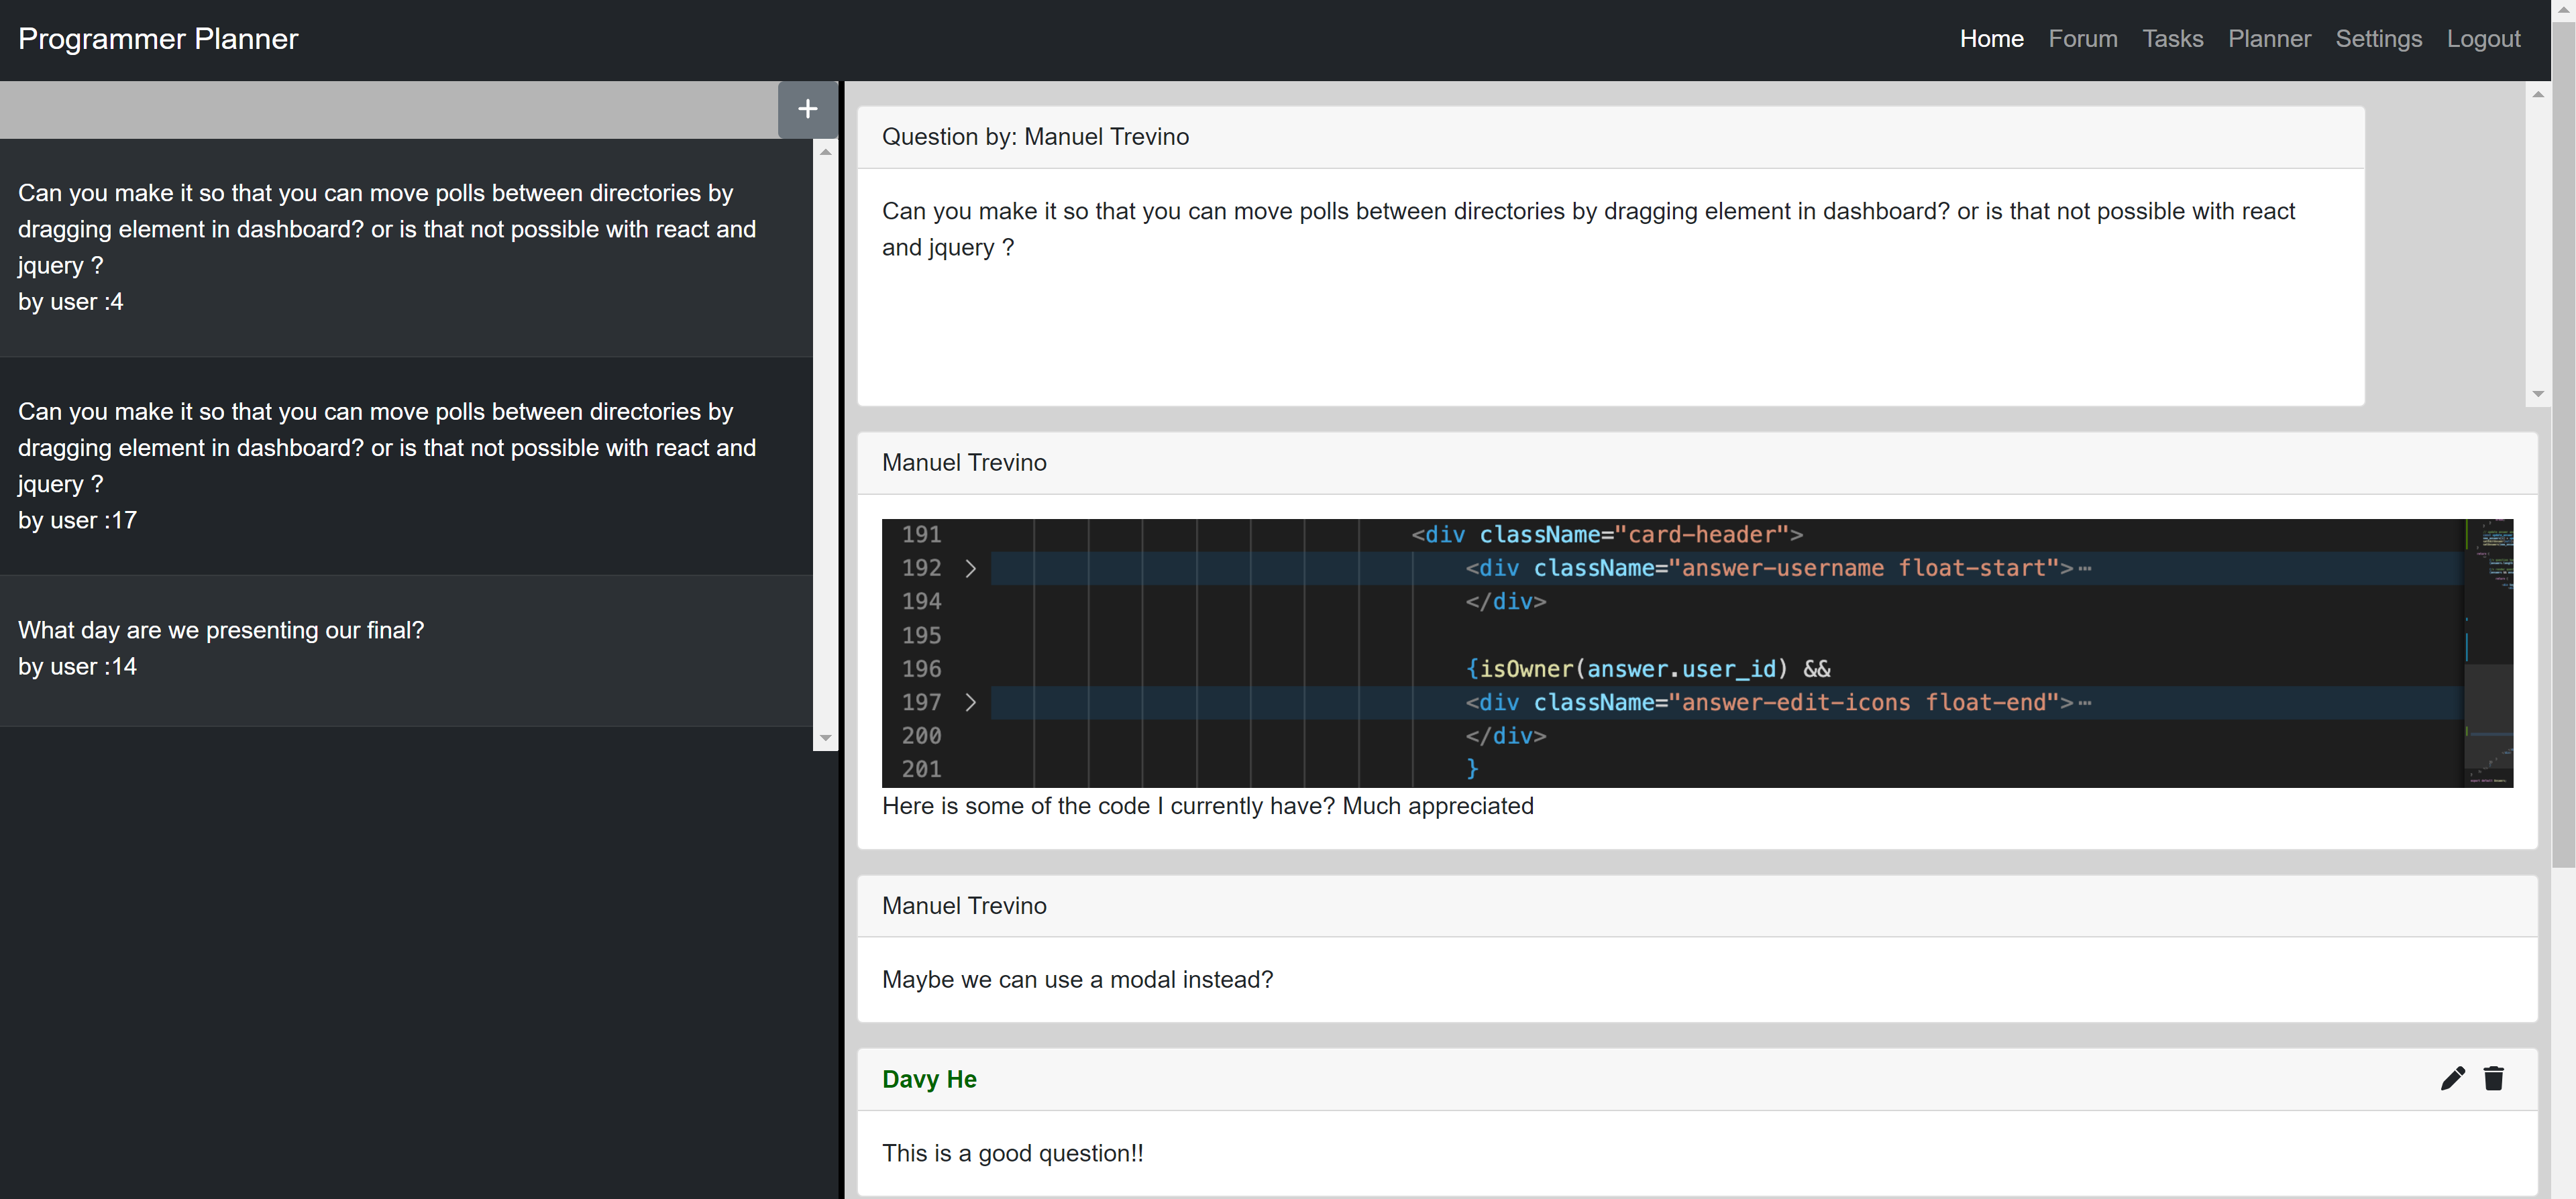 Programmer Planner
Home Forum Tasks Planner Settings Logout
+
Can you make it so that you can move polls between directories by
dragging element in dashboard? or is that not possible with react and
jquery ?
by user :4
Can you make it so that you can move polls between directories by
dragging element in dashboard? or is that not possible with react and
jquery ?
by user :17
What day are we presenting our final?
by user :14
Question by: Manuel Trevino
Can you make it so that you can move polls between directories by dragging element in dashboard? or is that not possible with react
and jquery ?
Manuel Trevino
191 <div className="card-header">
192 > <div className="answer-username float-start">⋯
194 </div>
195
196 {isOwner(answer.user_id) &&
197 > <div className="answer-edit-icons float-end">⋯
200 </div>
201 }
Here is some of the code I currently have? Much appreciated
Manuel Trevino
Maybe we can use a modal instead?
Davy He
This is a good question!!